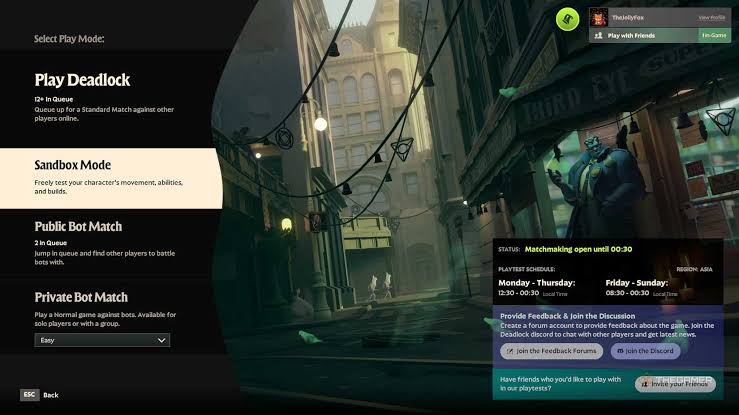 Select Play Mode:
Play Deadlock
12+ In Queue
Queue up for a Standard Match against other
players online.
Sandbox Mode
Freely test your character's movement, abilities,
and builds.
Public Bot Match
2 in Queue
Jump in queue and find other players to battle
bots with.
Private Bot Match
Play a Normal game against bots. Available for
solo players or with a group.
Easy
ESC Back
TheJollyFox
View Profile
Play with Friends
1 In-Game
THIRD EYE
STATUS: Matchmaking open until 00:30
PLAYTEST SCHEDULE: REGION: ASIA
Monday - Thursday: Friday - Sunday:
12:30 - 00:30 Local Time 08:30 - 00:30 Local Time
Provide Feedback & Join the Discussion
Create a forum account to provide feedback about the game. Join the
Deadlock discord to chat with other players and get latest news.
Join the Feedback Forums Join the Discord
Have friends who you'd like to play with
in our playtests?
Invite your Friends
THEGAMER